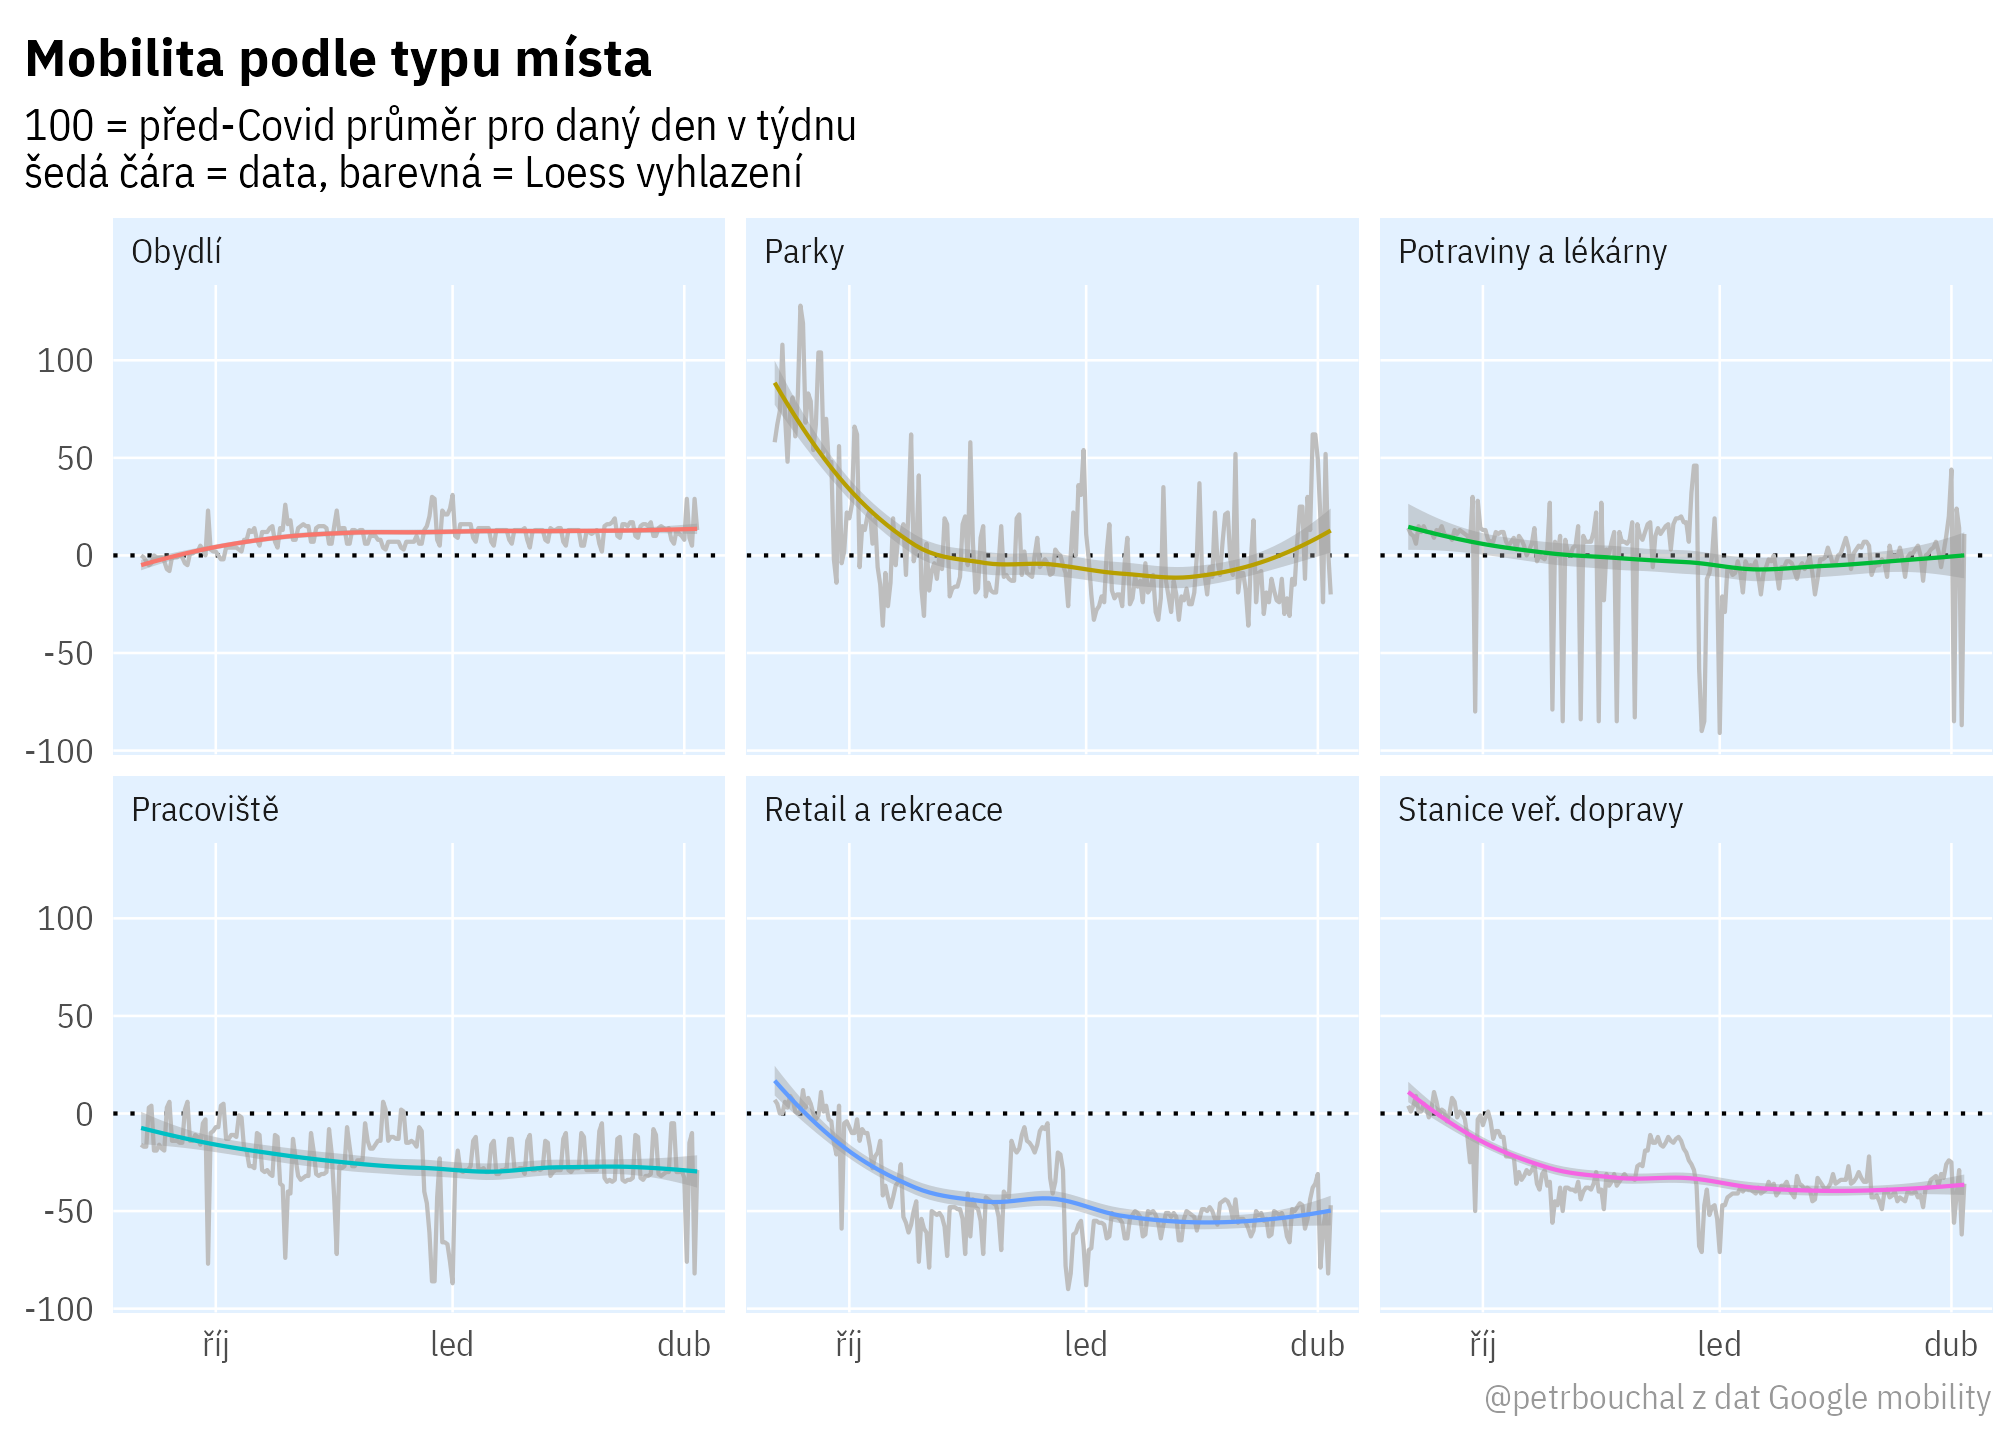 Mobilita podle typu místa
100 = před-Covid průměr pro daný den v týdnu
šedá čára = data, barevná = Loess vyhlazení
Obydlí
Parky
Potraviny a lékárny
100
50
0
-50
-100
Pracoviště
Retail a rekreace
Stanice veř. dopravy
100
50
0
-50
-100
říj
led
dub
říj
led
dub
říj
led
dub
@petrbouchal z dat Google mobility